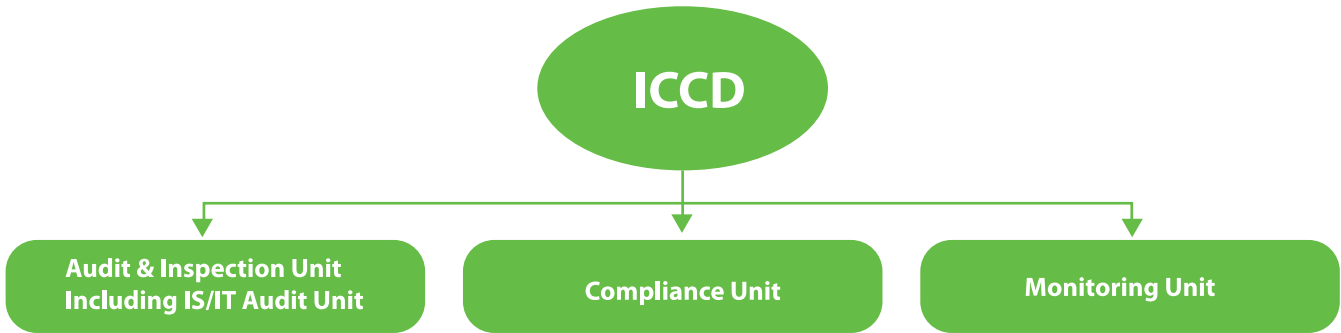 ICCD
Audit & Inspection Unit
Including IS/IT Audit Unit
Compliance Unit
Monitoring Unit